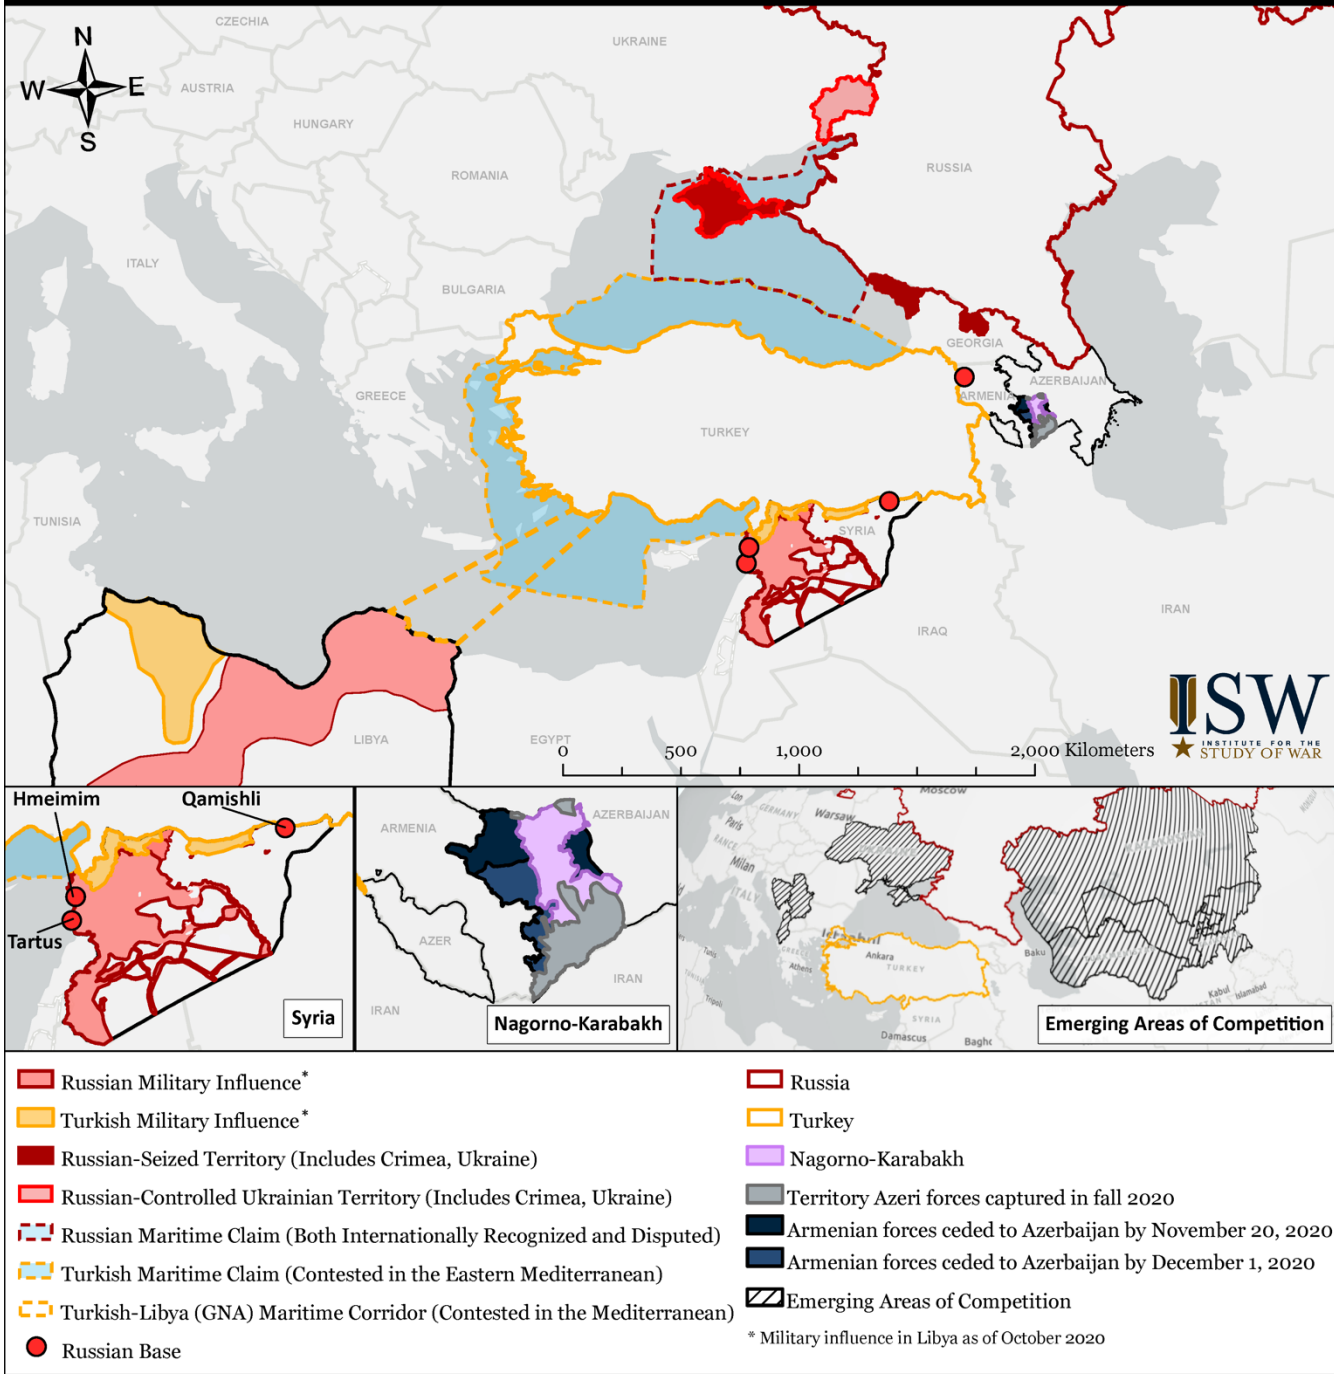 CZECHIA
UKRAINE
N
W
E
S
AUSTRIA
HUNGARY
ROMANIA
RUSSIA
ITALY
BULGARIA
GEORGIA
AZERBAIJAN
ARMENIA
GREECE
TURKEY
TUNISIA
SYRIA
IRAN
IRAQ
LIBYA
EGYPT
0 500 1,000 2,000 Kilometers
ISW
INSTITUTE FOR THE
STUDY OF WAR
Hmeimim
Qamishli
Tartus
Syria
ARMENIA
AZERBAIJAN
AZER
IRAN
IRAN
Nagorno-Karabakh
Moscow
GERMANY
Warsaw
Paris
Milan
ITALY
Istanbul
Ankara
TURKEY
Athens
Tunis
Tripoli
Baku
SYRIA
Damascus
Baghd
Kabul
Islamabad
Emerging Areas of Competition
Russian Military Influence*
Turkish Military Influence*
Russian-Seized Territory (Includes Crimea, Ukraine)
Russian-Controlled Ukrainian Territory (Includes Crimea, Ukraine)
Russian Maritime Claim (Both Internationally Recognized and Disputed)
Turkish Maritime Claim (Contested in the Eastern Mediterranean)
Turkish-Libya (GNA) Maritime Corridor (Contested in the Mediterranean)
Russian Base
Russia
Turkey
Nagorno-Karabakh
Territory Azeri forces captured in fall 2020
Armenian forces ceded to Azerbaijan by November 20, 2020
Armenian forces ceded to Azerbaijan by December 1, 2020
Emerging Areas of Competition
* Military influence in Libya as of October 2020